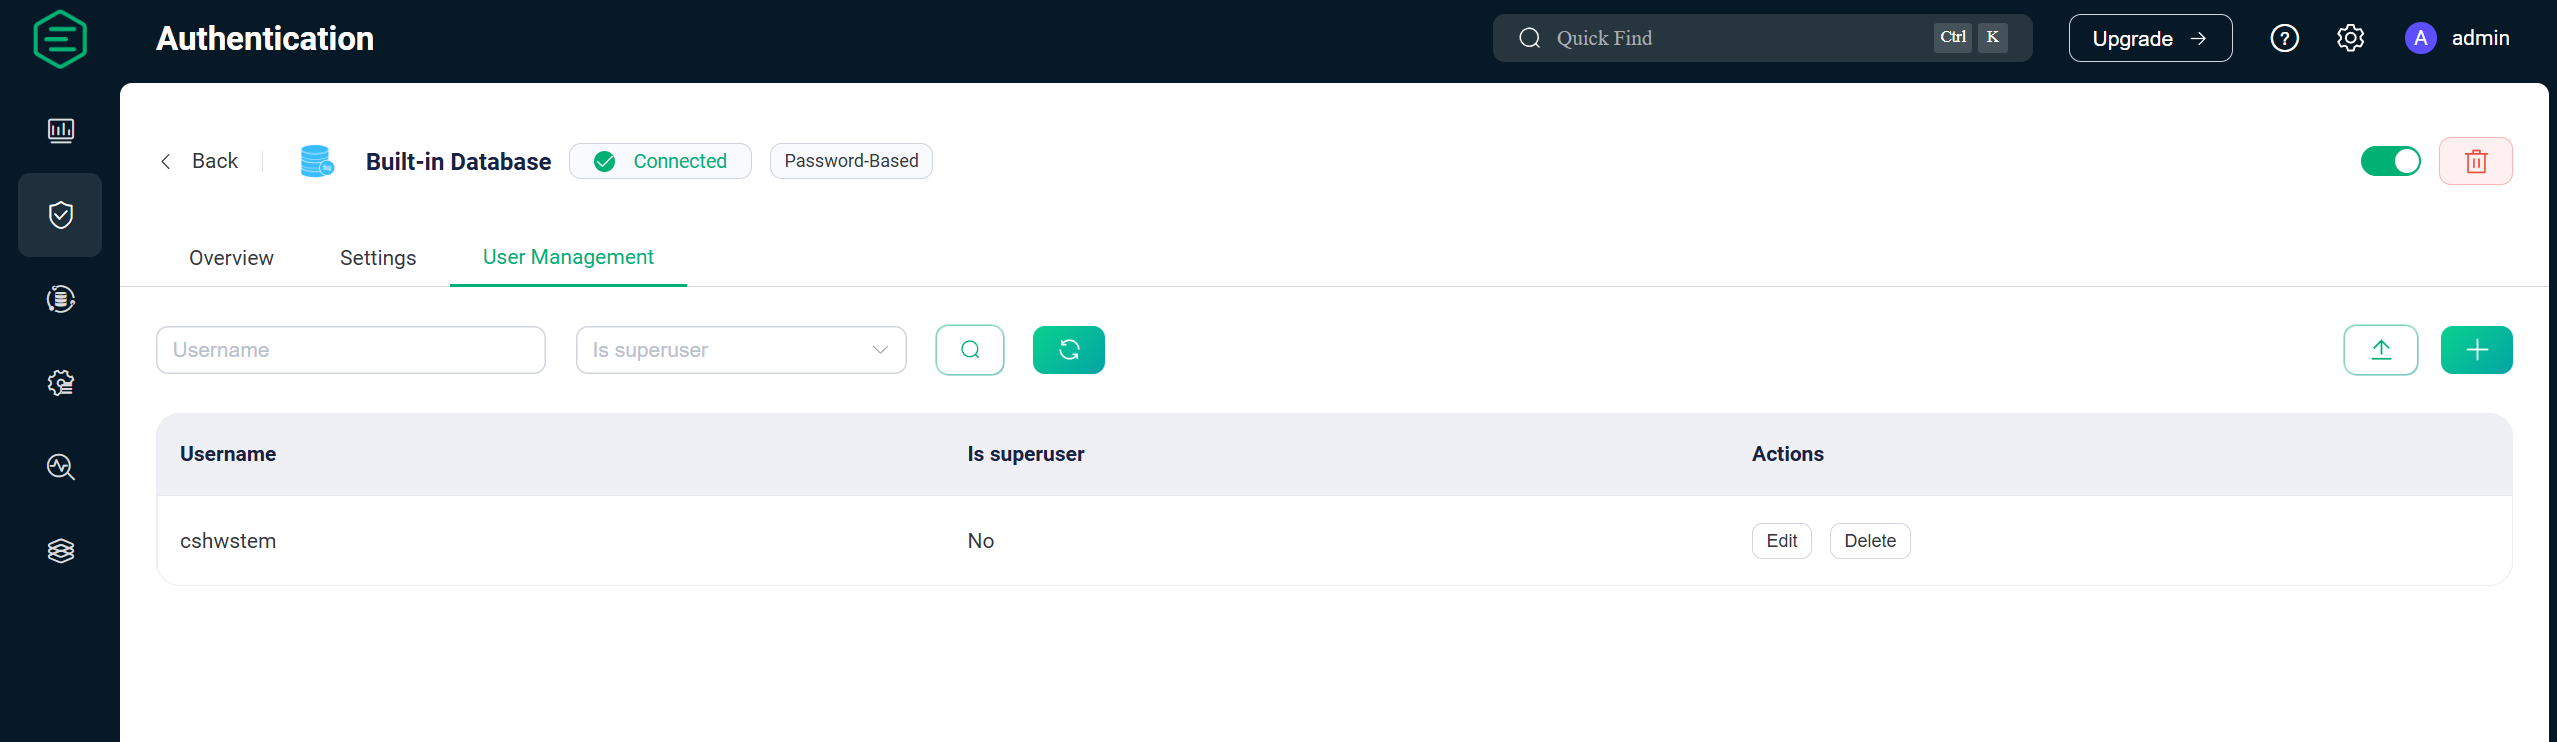 Authentication
Quick Find
Ctrl K
Upgrade
A admin
Back
Built-in Database
Connected
Password-Based
Overview Settings User Management
Username
Is superuser
Username Is superuser Actions
cshwstem No Edit Delete